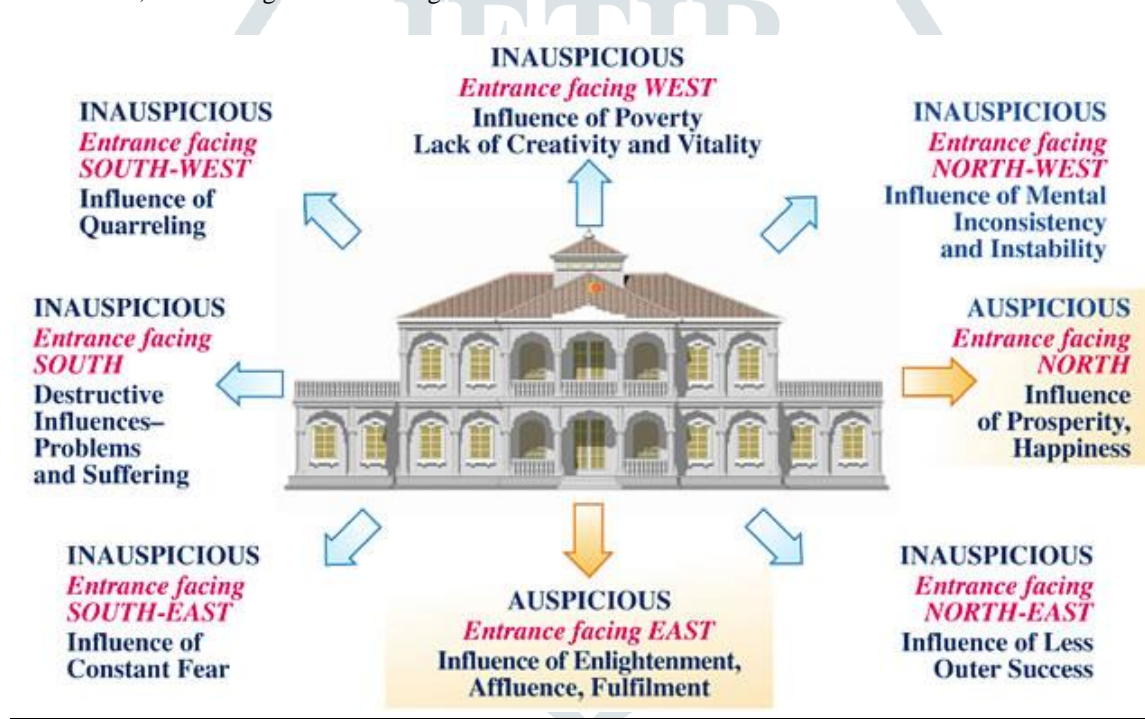 INAUSPICIOUS
Entrance facing WEST
Influence of Poverty
Lack of Creativity and Vitality
INAUSPICIOUS
Entrance facing
SOUTH-WEST
Influence of
Quarreling
INAUSPICIOUS
Entrance facing
NORTH-WEST
Influence of Mental
Inconsistency
and Instability
INAUSPICIOUS
Entrance facing
SOUTH
Destructive
Influences–
Problems
and Suffering
AUSPICIOUS
Entrance facing
NORTH
Influence
of Prosperity,
Happiness
INAUSPICIOUS
Entrance facing
SOUTH-EAST
Influence of
Constant Fear
AUSPICIOUS
Entrance facing EAST
Influence of Enlightenment,
Affluence, Fulfilment
INAUSPICIOUS
Entrance facing
NORTH-EAST
Influence of Less
Outer Success